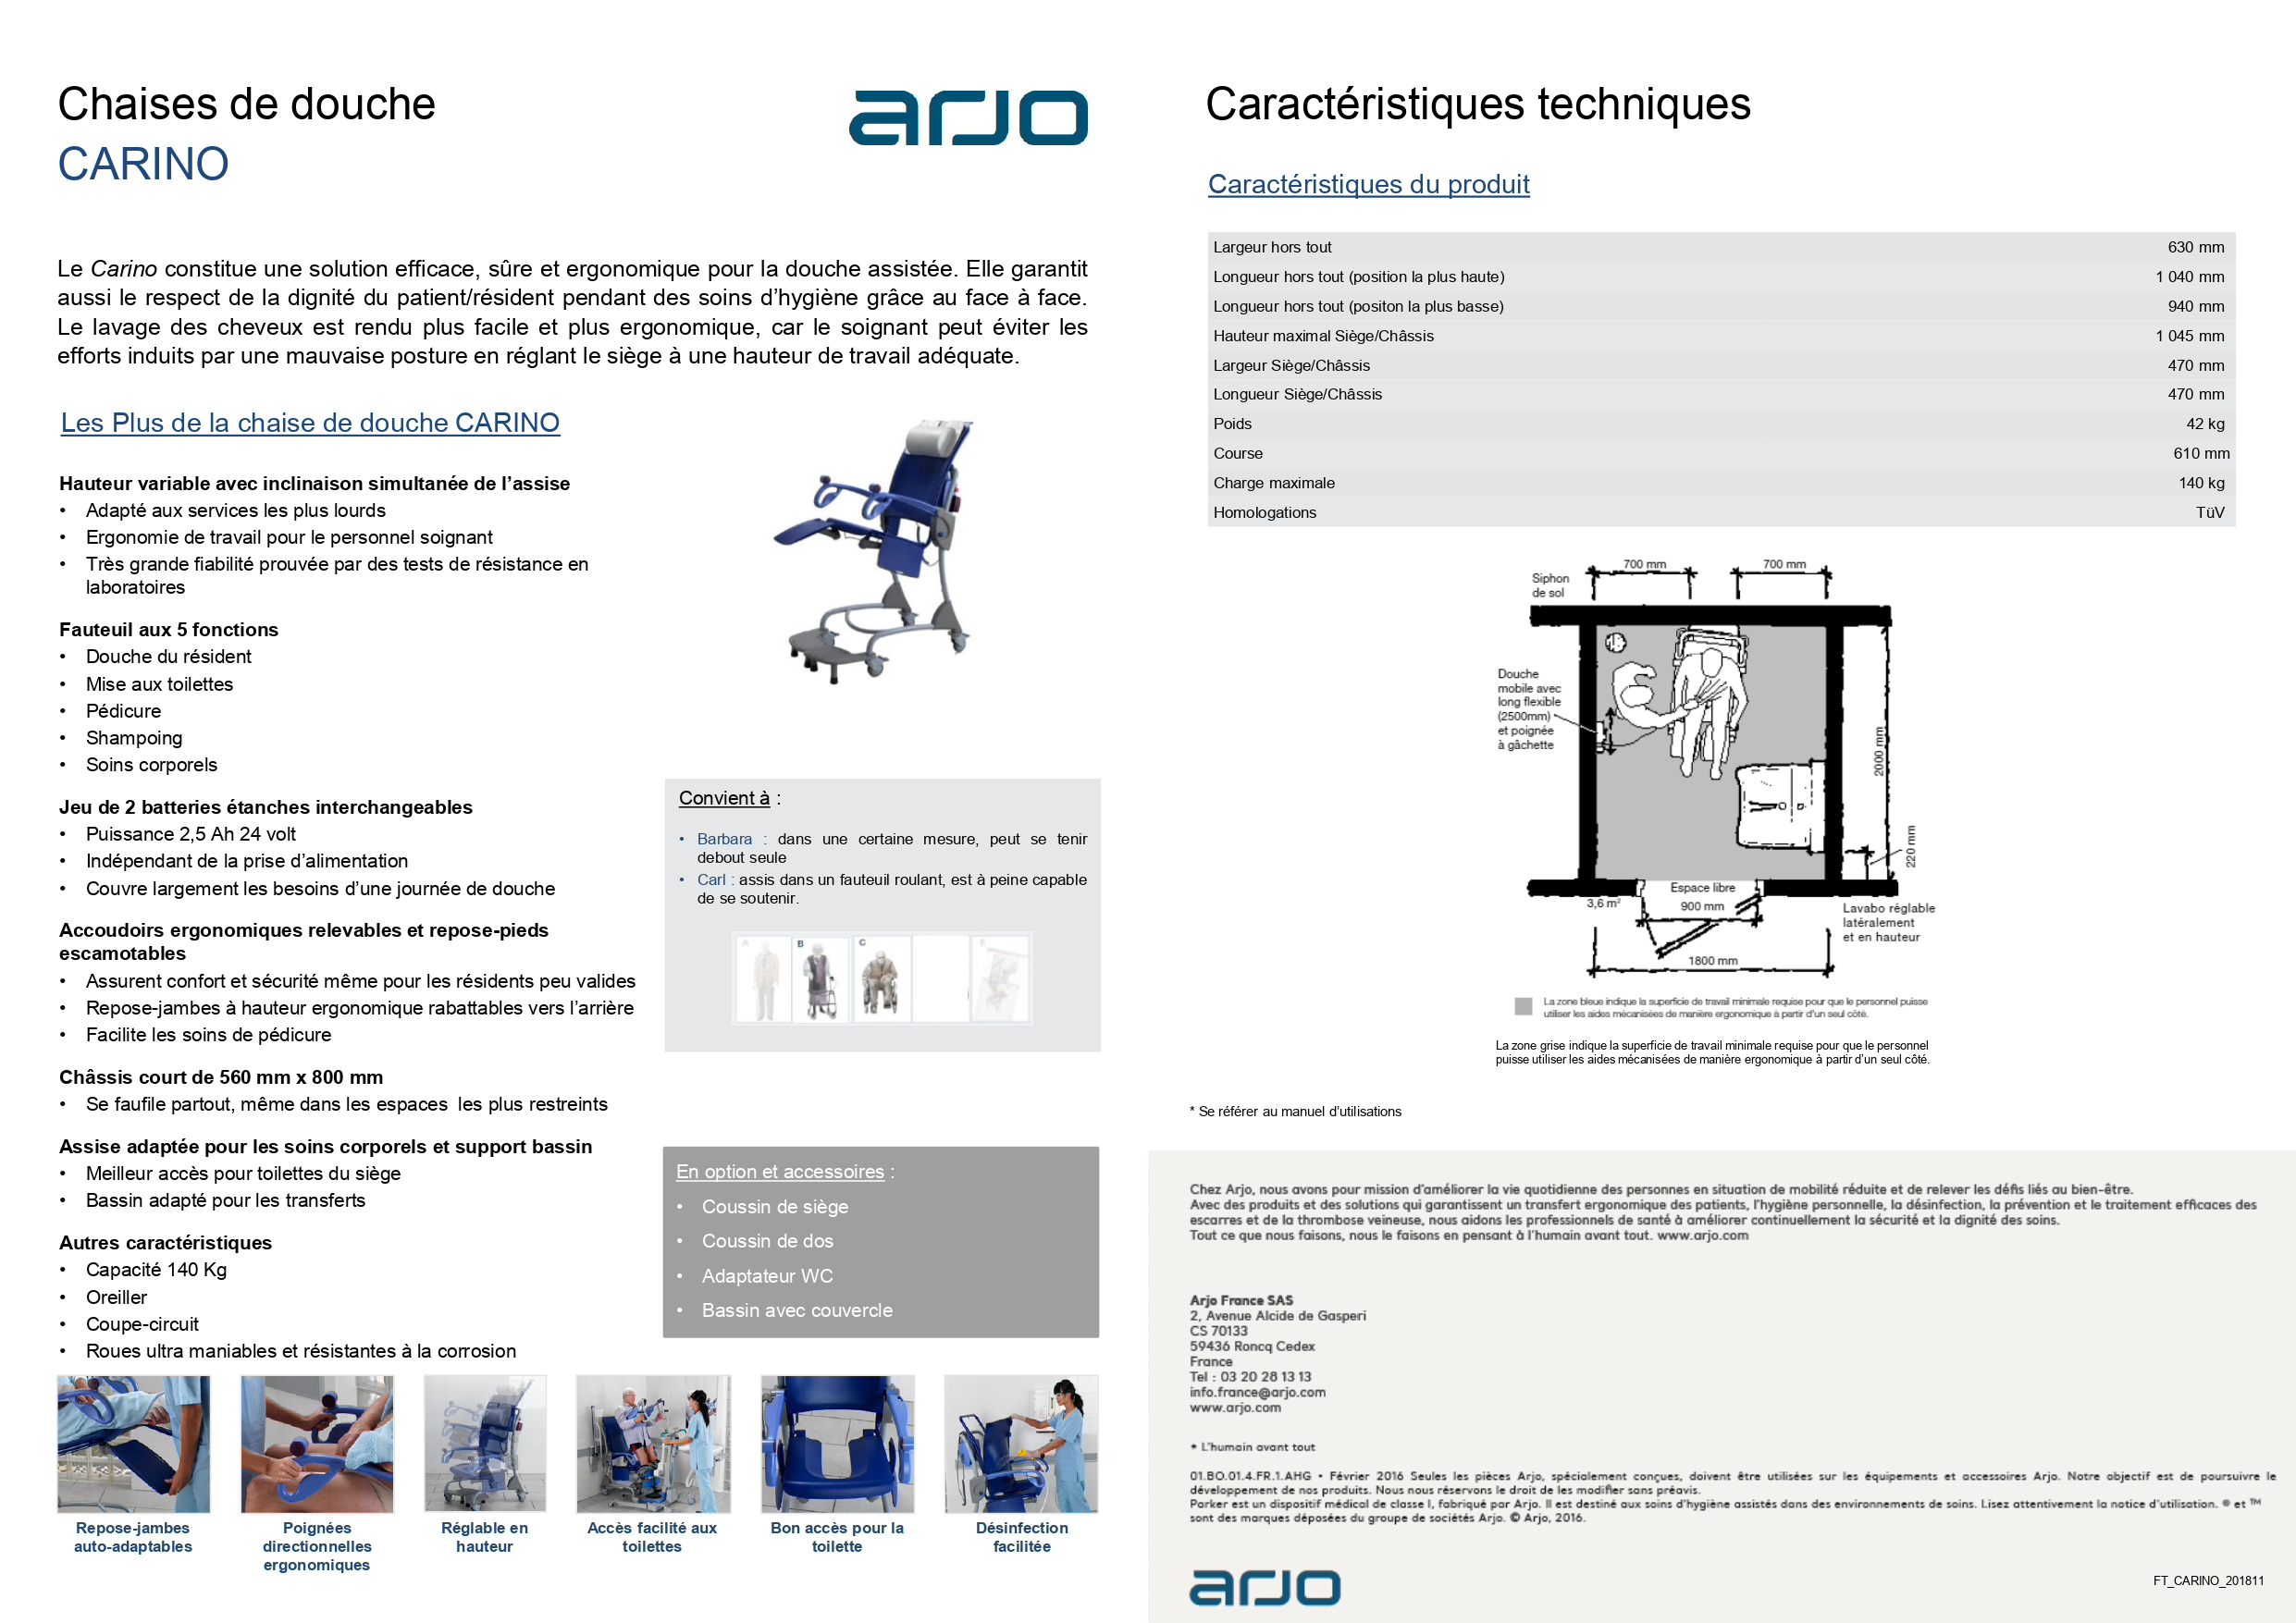 Chaises de douche
CARINO
arjo
Le Carino constitue une solution efficace, sûre et ergonomique pour la douche assistée. Elle garantit
aussi le respect de la dignité du patient/résident pendant des soins d’hygiène grâce au face à face.
Le lavage des cheveux est rendu plus facile et plus ergonomique, car le soignant peut éviter les
efforts induits par une mauvaise posture en réglant le siège à une hauteur de travail adéquate.
Les Plus de la chaise de douche CARINO
Hauteur variable avec inclinaison simultanée de l’assise
• Adapté aux services les plus lourds
• Ergonomie de travail pour le personnel soignant
• Très grande fiabilité prouvée par des tests de résistance en
laboratoires
Fauteuil aux 5 fonctions
• Douche du résident
• Mise aux toilettes
• Pédicure
• Shampoing
• Soins corporels
Jeu de 2 batteries étanches interchangeables
• Puissance 2,5 Ah 24 volt
• Indépendant de la prise d’alimentation
• Couvre largement les besoins d’une journée de douche
Accoudoirs ergonomiques relevables et repose-pieds
escamotables
• Assurent confort et sécurité même pour les résidents peu valides
• Repose-jambes à hauteur ergonomique rabattables vers l’arrière
• Facilite les soins de pédicure
Châssis court de 560 mm x 800 mm
• Se faufile partout, même dans les espaces les plus restreints
Assise adaptée pour les soins corporels et support bassin
• Meilleur accès pour toilettes du siège
• Bassin adapté pour les transferts
Autres caractéristiques
• Capacité 140 Kg
• Oreiller
• Coupe-circuit
• Roues ultra maniables et résistantes à la corrosion
Convient à :
• Barbara : dans une certaine mesure, peut se tenir
debout seule
• Carl : assis dans un fauteuil roulant, est à peine capable
de se soutenir.
A B C E
En option et accessoires :
• Coussin de siège
• Coussin de dos
• Adaptateur WC
• Bassin avec couvercle
Repose-jambes
auto-adaptables
Poignées
directionnelles
ergonomiques
Réglable en
hauteur
Accès facilité aux
toilettes
Bon accès pour la
toilette
Désinfection
facilitée
Caractéristiques techniques
Caractéristiques du produit
Largeur hors tout 630 mm
Longueur hors tout (position la plus haute) 1 040 mm
Longueur hors tout (positon la plus basse) 940 mm
Hauteur maximal Siège/Châssis 1 045 mm
Largeur Siège/Châssis 470 mm
Longueur Siège/Châssis 470 mm
Poids 42 kg
Course 610 mm
Charge maximale 140 kg
Homologations TüV
700 mm 700 mm
Siphon
de sol
Douche
mobile avec
long flexible
(2500mm)
et poignée
à gâchette
2000 mm
220 mm
Espace libre
3,6 m²
900 mm
Lavabo réglable
latéralement
et en hauteur
1800 mm
La zone bleue indique la superficie de travail minimale requise pour que le personnel puisse
utiliser les aides mécanisées de manière ergonomique à partir d'un seul côté.
La zone grise indique la superficie de travail minimale requise pour que le personnel
puisse utiliser les aides mécanisées de manière ergonomique à partir d’un seul côté.
* Se référer au manuel d’utilisations
Chez Arjo, nous avons pour mission d'améliorer la vie quotidienne des personnes en situation de mobilité réduite et de relever les défis liés au bien-être.
Avec des produits et des solutions qui garantissent un transfert ergonomique des patients, l'hygiène personnelle, la désinfection, la prévention et le traitement efficaces des
escarres et de la thrombose veineuse, nous aidons les professionnels de santé à améliorer continuellement la sécurité et la dignité des soins.
Tout ce que nous faisons, nous le faisons en pensant à l'humain avant tout. www.arjo.com
Arjo France SAS
2, Avenue Alcide de Gasperi
CS 70133
59436 Roncq Cedex
France
Tel : 03 20 28 13 13
info.france@arjo.com
www.arjo.com
* L'humain avant tout
01.BO.01.4.FR.1.AHG • Février 2016 Seules les pièces Arjo, spécialement conçues, doivent être utilisées sur les équipements et accessoires Arjo. Notre objectif est de poursuivre le
développement de nos produits. Nous nous réservons le droit de les modifier sans préavis.
Parker est un dispositif médical de classe I, fabriqué par Arjo. Il est destiné aux soins d'hygiène assistés dans des environnements de soins. Lisez attentivement la notice d'utilisation. ® et ™
sont des marques déposées du groupe de sociétés Arjo. © Arjo, 2016.
arjo
FT_CARINO_201811